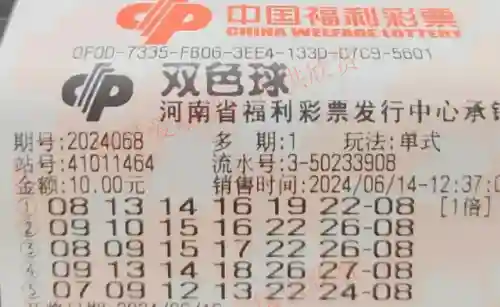 中国福利彩票
CHINA WELFARE LOTTERY
0F0D-7335-FB06-3EE4-133D-D7C9-5601
双色球
河南省福利彩票发行中心承销
期号:2024068 多 期:1 玩法:单式
站号:41011464 流水号:3-50233908
金额:10.00元 销售时间:2024/06/14-12:37:0
① 08 13 14 16 19 22-08 [1倍]
② 09 10 15 16 22 26-08
③ 08 09 15 17 22 26-08
④ 09 13 14 18 26 27-08
⑤ 07 09 12 13 22 24-08